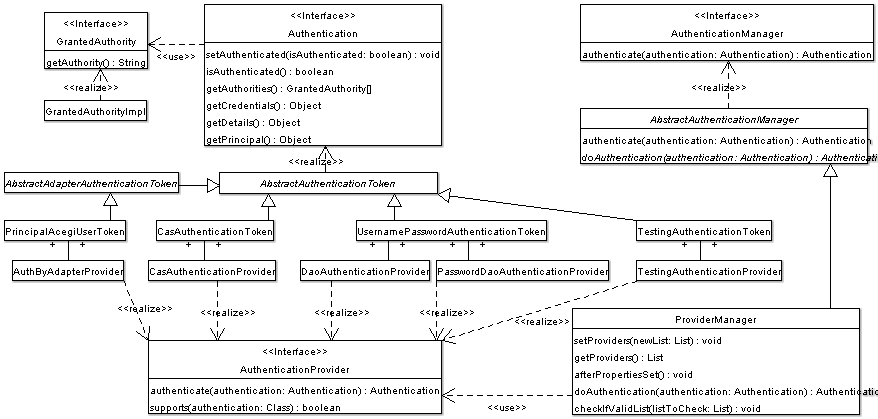 <<Interface>>
GrantedAuthority
getAuthority() : String
<<realize>>
GrantedAuthorityImpl
<<use>>
<<Interface>>
Authentication
setAuthenticated(isAuthenticated: boolean) : void
isAuthenticated() : boolean
getAuthorities() : GrantedAuthority[]
getCredentials() : Object
getDetails() : Object
getPrincipal() : Object
<<realize>>
<<Interface>>
AuthenticationManager
authenticate(authentication: Authentication) : Authentication
<<realize>>
AbstractAuthenticationManager
authenticate(authentication: Authentication) : Authentication
doAuthentication(authentication: Authentication) : Authentica
AbstractAdapterAuthenticationToken
AbstractAuthenticationToken
PrincipalAcegiUserToken
CasAuthenticationToken
UsernamePasswordAuthenticationToken
TestingAuthenticationToken
+ +
+ +
+ +
+ +
+ +
AuthByAdapterProvider
CasAuthenticationProvider
DaoAuthenticationProvider
PasswordDaoAuthenticationProvider
TestingAuthenticationProvider
<<realize>>
<<realize>>
<<realize>>
<<realize>>
<<realize>>
<<Interface>>
AuthenticationProvider
authenticate(authentication: Authentication) : Authentication
supports(authentication: Class) : boolean
<<use>>
ProviderManager
setProviders(newList: List) : void
getProviders() : List
afterPropertiesSet() : void
doAuthentication(authentication: Authentication) : Authentication
checkIfValidList(listToCheck: List) : void